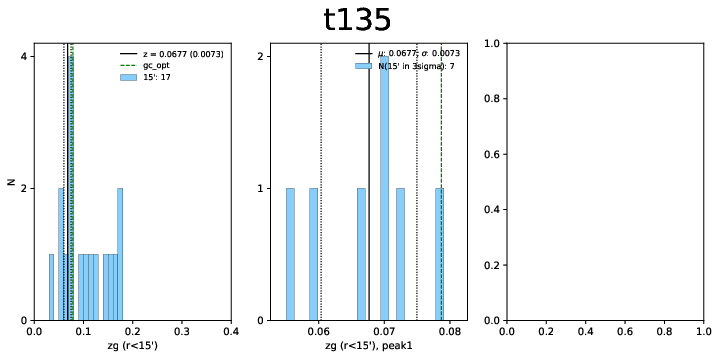 t135
z = 0.0677 (0.0073)
gc_opt
15': 17
N
4
2
0
0.0 0.1 0.2 0.3 0.4
zg (r<15')
μ: 0.0677, σ: 0.0073
N(15' in 3sigma): 7
2
1
0
0.06 0.07 0.08
zg (r<15'), peak1
1.0
0.8
0.6
0.4
0.2
0.0
0.0 0.2 0.4 0.6 0.8 1.0